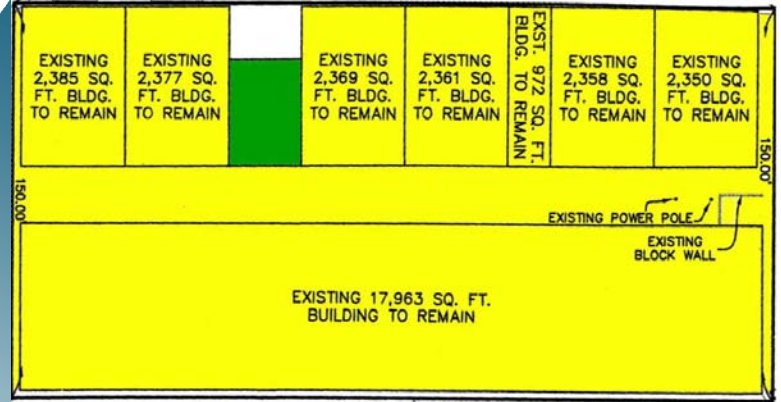 EXISTING
2,385 SQ.
FT. BLDG.
TO REMAIN
EXISTING
2,377 SQ.
FT. BLDG.
TO REMAIN
EXISTING
2,369 SQ.
FT. BLDG.
TO REMAIN
EXISTING
2,361 SQ.
FT. BLDG.
TO REMAIN
EXST. 972 SQ. FT.
BLDG. TO REMAIN
EXISTING
2,358 SQ.
FT. BLDG.
TO REMAIN
EXISTING
2,350 SQ.
FT. BLDG.
TO REMAIN
150.00'
150.00'
EXISTING POWER POLE
EXISTING
BLOCK WALL
EXISTING 17,963 SQ. FT.
BUILDING TO REMAIN